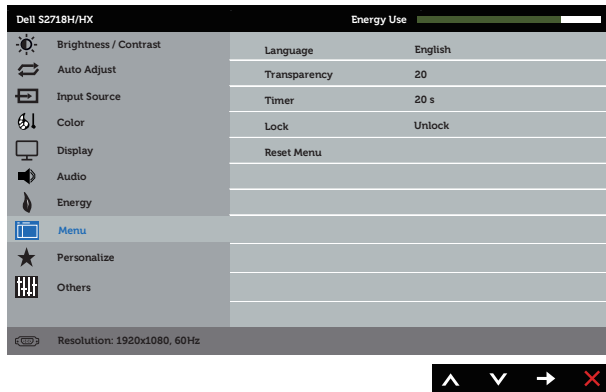 Dell S2718H/HX Energy Use
Brightness / Contrast
Auto Adjust
Input Source
Color
Display
Audio
Energy
Menu
Personalize
Others
Language English
Transparency 20
Timer 20 s
Lock Unlock
Reset Menu
Resolution: 1920x1080, 60Hz